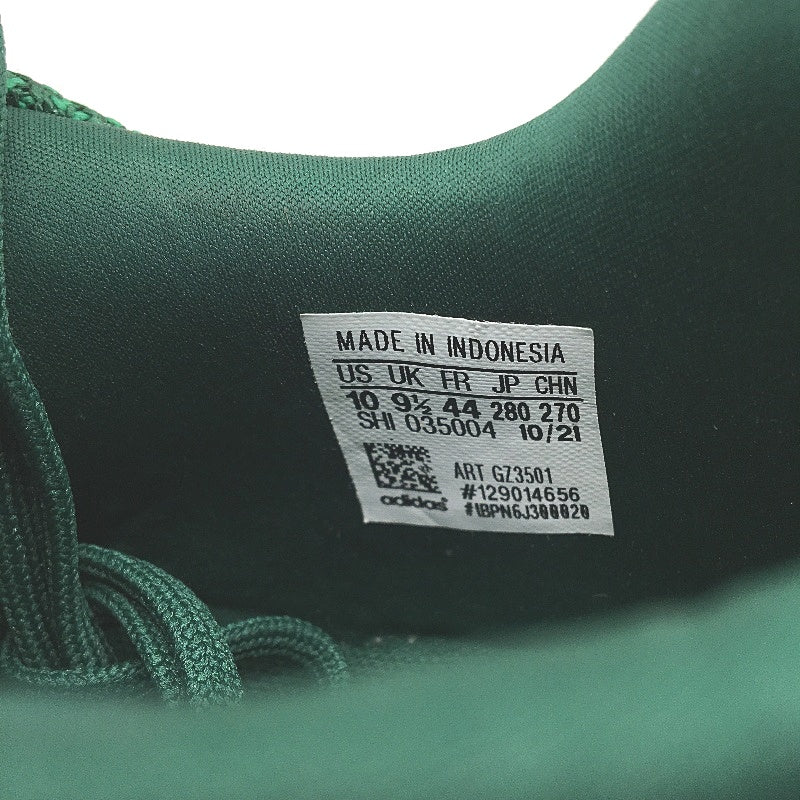 MADE IN INDONESIA
US UK FR JP CHN
10 9½ 44 280 270
SHI 035004 10/21
ART GZ3501
#129014656
adidas #IBPN6J300020